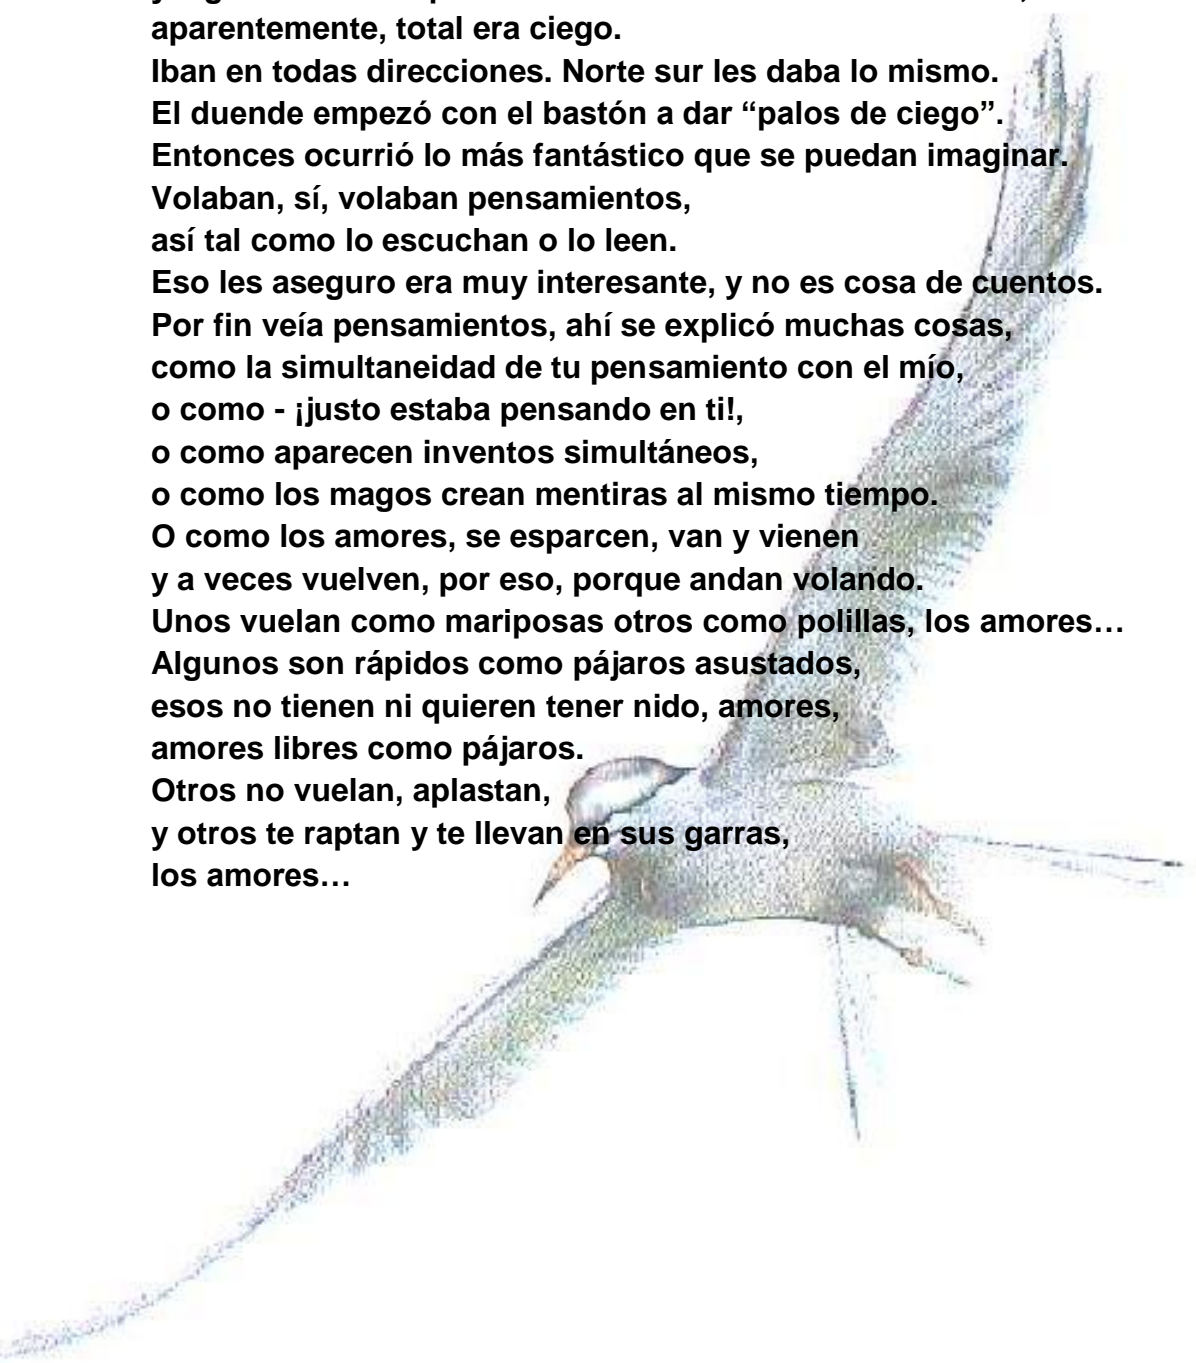 aparentemente, total era ciego.
Iban en todas direcciones. Norte sur les daba lo mismo.
El duende empezó con el bastón a dar “palos de ciego”.
Entonces ocurrió lo más fantástico que se puedan imaginar.
Volaban, sí, volaban pensamientos,
así tal como lo escuchan o lo leen.
Eso les aseguro era muy interesante, y no es cosa de cuentos.
Por fin veía pensamientos, ahí se explicó muchas cosas,
como la simultaneidad de tu pensamiento con el mío,
o como - ¡justo estaba pensando en ti!,
o como aparecen inventos simultáneos,
o como los magos crean mentiras al mismo tiempo.
O como los amores, se esparcen, van y vienen
y a veces vuelven, por eso, porque andan volando.
Unos vuelan como mariposas otros como polillas, los amores…
Algunos son rápidos como pájaros asustados,
esos no tienen ni quieren tener nido, amores,
amores libres como pájaros.
Otros no vuelan, aplastan,
y otros te raptan y te llevan en sus garras,
los amores…